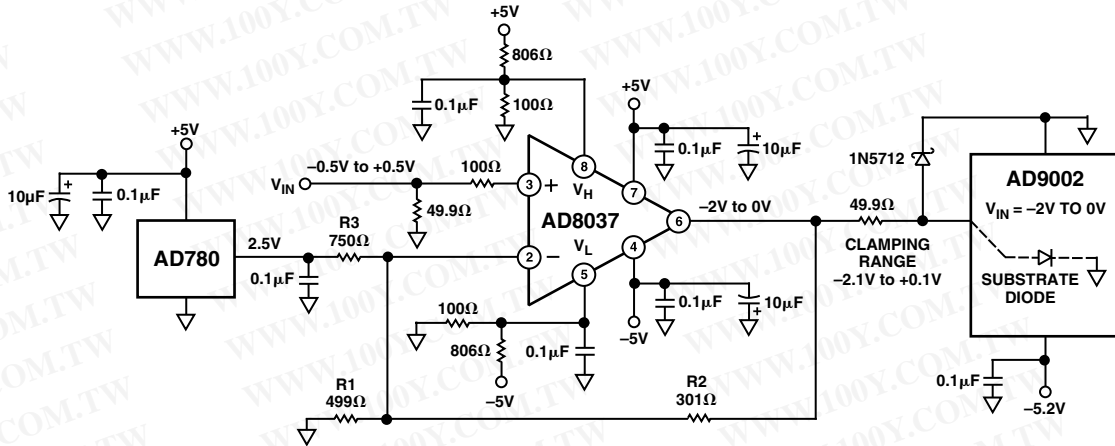 +5V
806Ω
0.1μF
100Ω
+5V
0.1μF
10μF
+5V
10μF
0.1μF
–0.5V to +0.5V
V_IN
100Ω
49.9Ω
3
+
8
V_H
7
AD8037
6
V_L
4
2
–
5
–2V to 0V
1N5712
49.9Ω
CLAMPING
RANGE
–2.1V to +0.1V
AD9002
V_IN = –2V TO 0V
SUBSTRATE
DIODE
AD780
2.5V
R3
750Ω
0.1μF
100Ω
806Ω
–5V
0.1μF
0.1μF
10μF
–5V
R1
499Ω
R2
301Ω
0.1μF
–5.2V
WWW.100Y.COM.TW